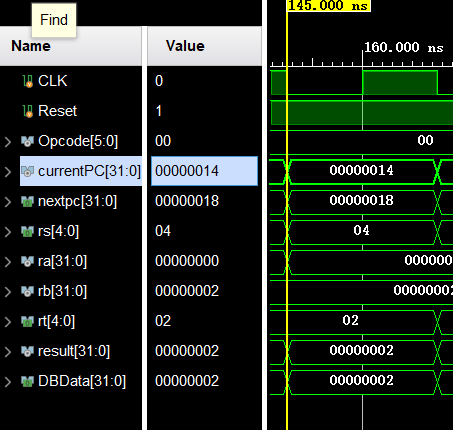 Find
145.000 ns
Name
Value
160.000 ns
CLK
0
Reset
1
Opcode[5:0]
00
00
currentPC[31:0]
00000014
00000014
nextpc[31:0]
00000018
00000018
rs[4:0]
04
04
ra[31:0]
00000000
000000
rb[31:0]
00000002
00000002
rt[4:0]
02
02
result[31:0]
00000002
00000002
DBData[31:0]
00000002
00000002